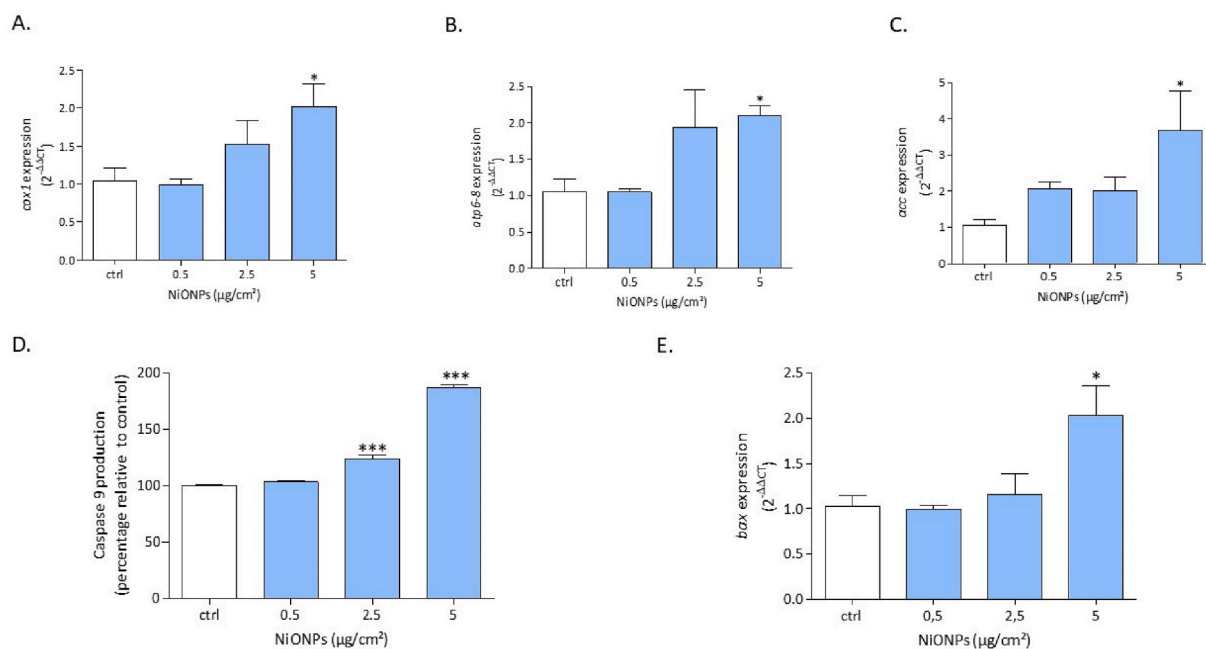 A.
cox1 expression
(2^-ΔΔCT)
2.5
2.0
1.5
1.0
0.5
0.0
*
ctrl 0.5 2.5 5
NiONPs (µg/cm²)
B.
atp6-8 expression
(2^-ΔΔCT)
2.5
2.0
1.5
1.0
0.5
0.0
*
ctrl 0.5 2.5 5
NiONPs (µg/cm²)
C.
acc expression
(2^-ΔΔCT)
5
4
3
2
1
0
*
ctrl 0.5 2.5 5
NiONPs (µg/cm²)
D.
Caspase 9 production
(percentage relative to control)
200
150
100
50
0
***
***
ctrl 0.5 2.5 5
NiONPs (µg/cm²)
E.
bax expression
(2^-ΔΔCT)
2.5
2.0
1.5
1.0
0.5
0.0
*
ctrl 0,5 2,5 5
NiONPs (µg/cm²)